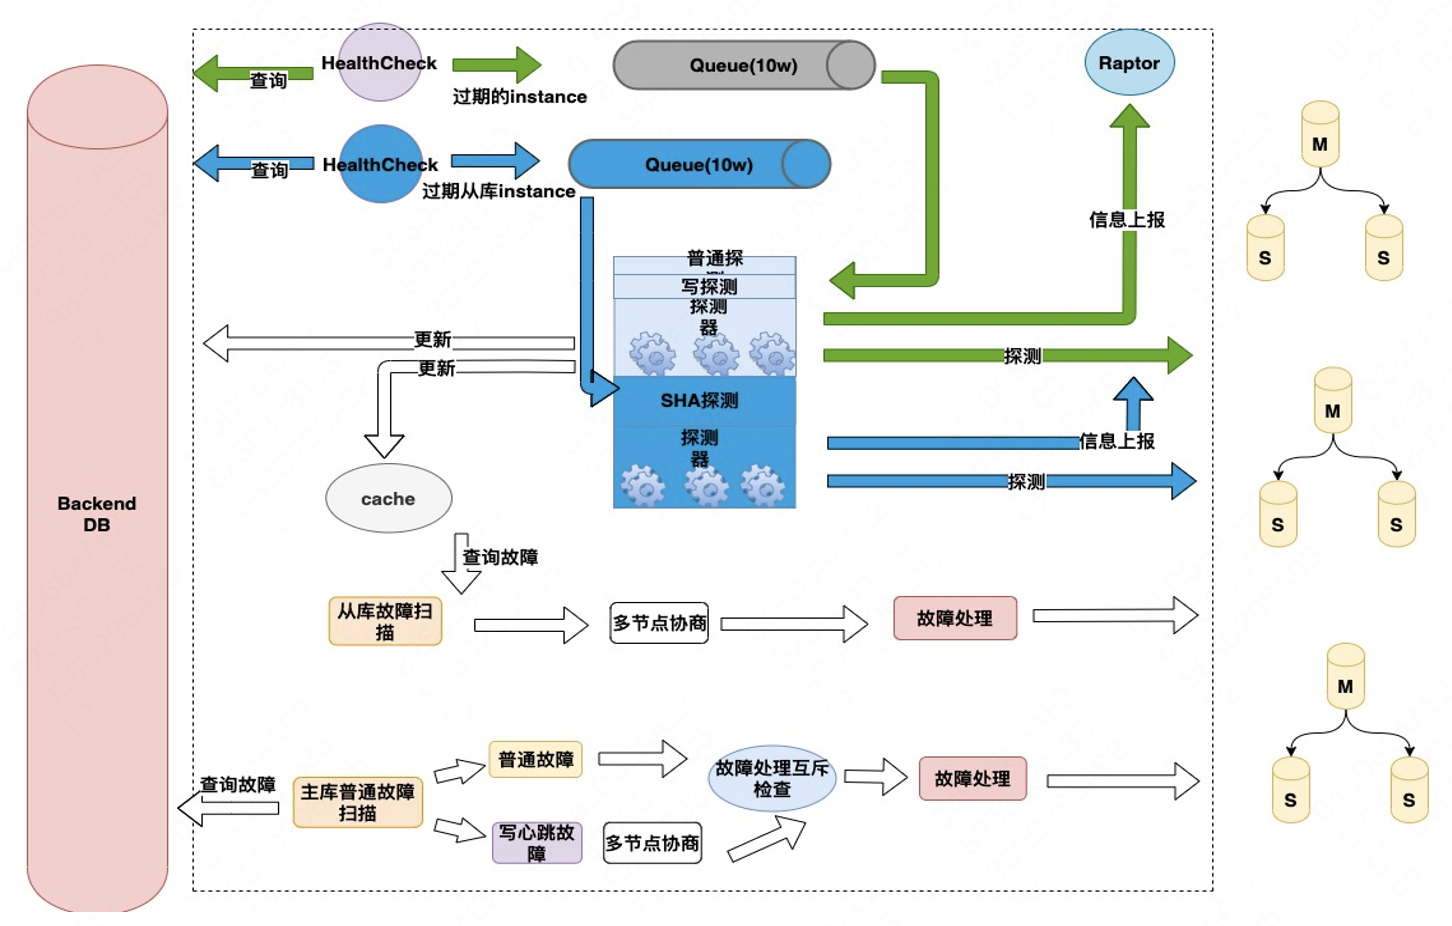 HealthCheck
查询
过期的instance
Queue(10w)
Raptor
HealthCheck
查询
过期从库instance
Queue(10w)
信息上报
M
S
S
普通探
写探测
探测
器
更新
更新
探测
SHA探测
探测
器
信息上报
探测
M
S
S
cache
Backend
DB
查询故障
从库故障扫
描
多节点协商
故障处理
M
S
S
查询故障
主库普通故障
扫描
普通故障
写心跳故
障
多节点协商
故障处理互斥
检查
故障处理